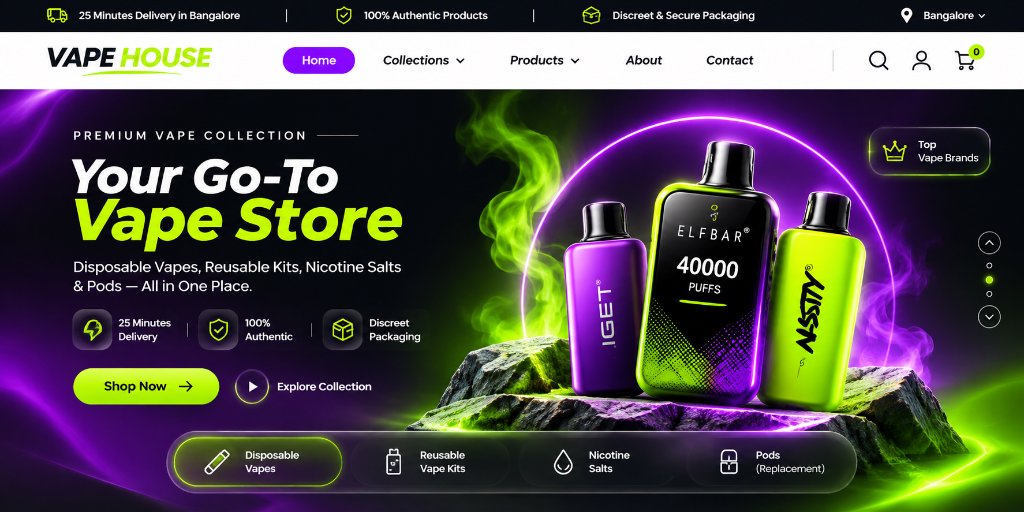 25 Minutes Delivery in Bangalore
100% Authentic Products
Discreet & Secure Packaging
Bangalore
VAPE HOUSE
Home
Collections
Products
About
Contact
0
PREMIUM VAPE COLLECTION
Your Go-To
Vape Store
Disposable Vapes, Reusable Kits, Nicotine Salts
& Pods — All in One Place.
25 Minutes
Delivery
100%
Authentic
Discreet
Packaging
Shop Now
Explore Collection
Top
Vape Brands
IGET®
ELFBAR®
40000
PUFFS
Disposable
Vapes
Reusable
Vape Kits
Nicotine
Salts
Pods
(Replacement)